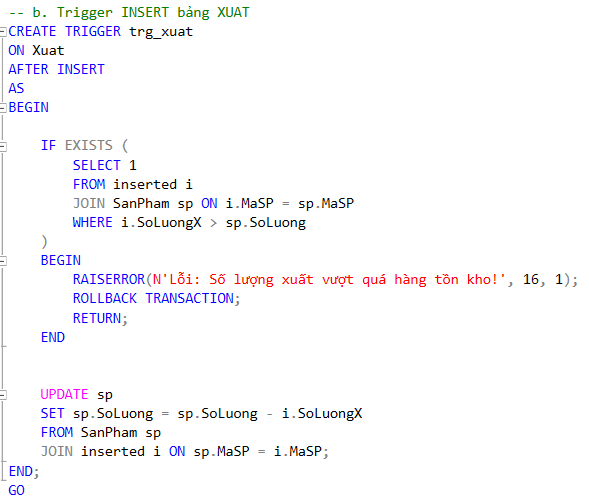 -- b. Trigger INSERT bảng XUAT
CREATE TRIGGER trg_xuat
ON Xuat
AFTER INSERT
AS
BEGIN
IF EXISTS (
SELECT 1
FROM inserted i
JOIN SanPham sp ON i.MaSP = sp.MaSP
WHERE i.SoLuongX > sp.SoLuong
)
BEGIN
RAISERROR(N'Lỗi: Số lượng xuất vượt quá hàng tồn kho!', 16, 1);
ROLLBACK TRANSACTION;
RETURN;
END
UPDATE sp
SET sp.SoLuong = sp.SoLuong - i.SoLuongX
FROM SanPham sp
JOIN inserted i ON sp.MaSP = i.MaSP;
END;
GO